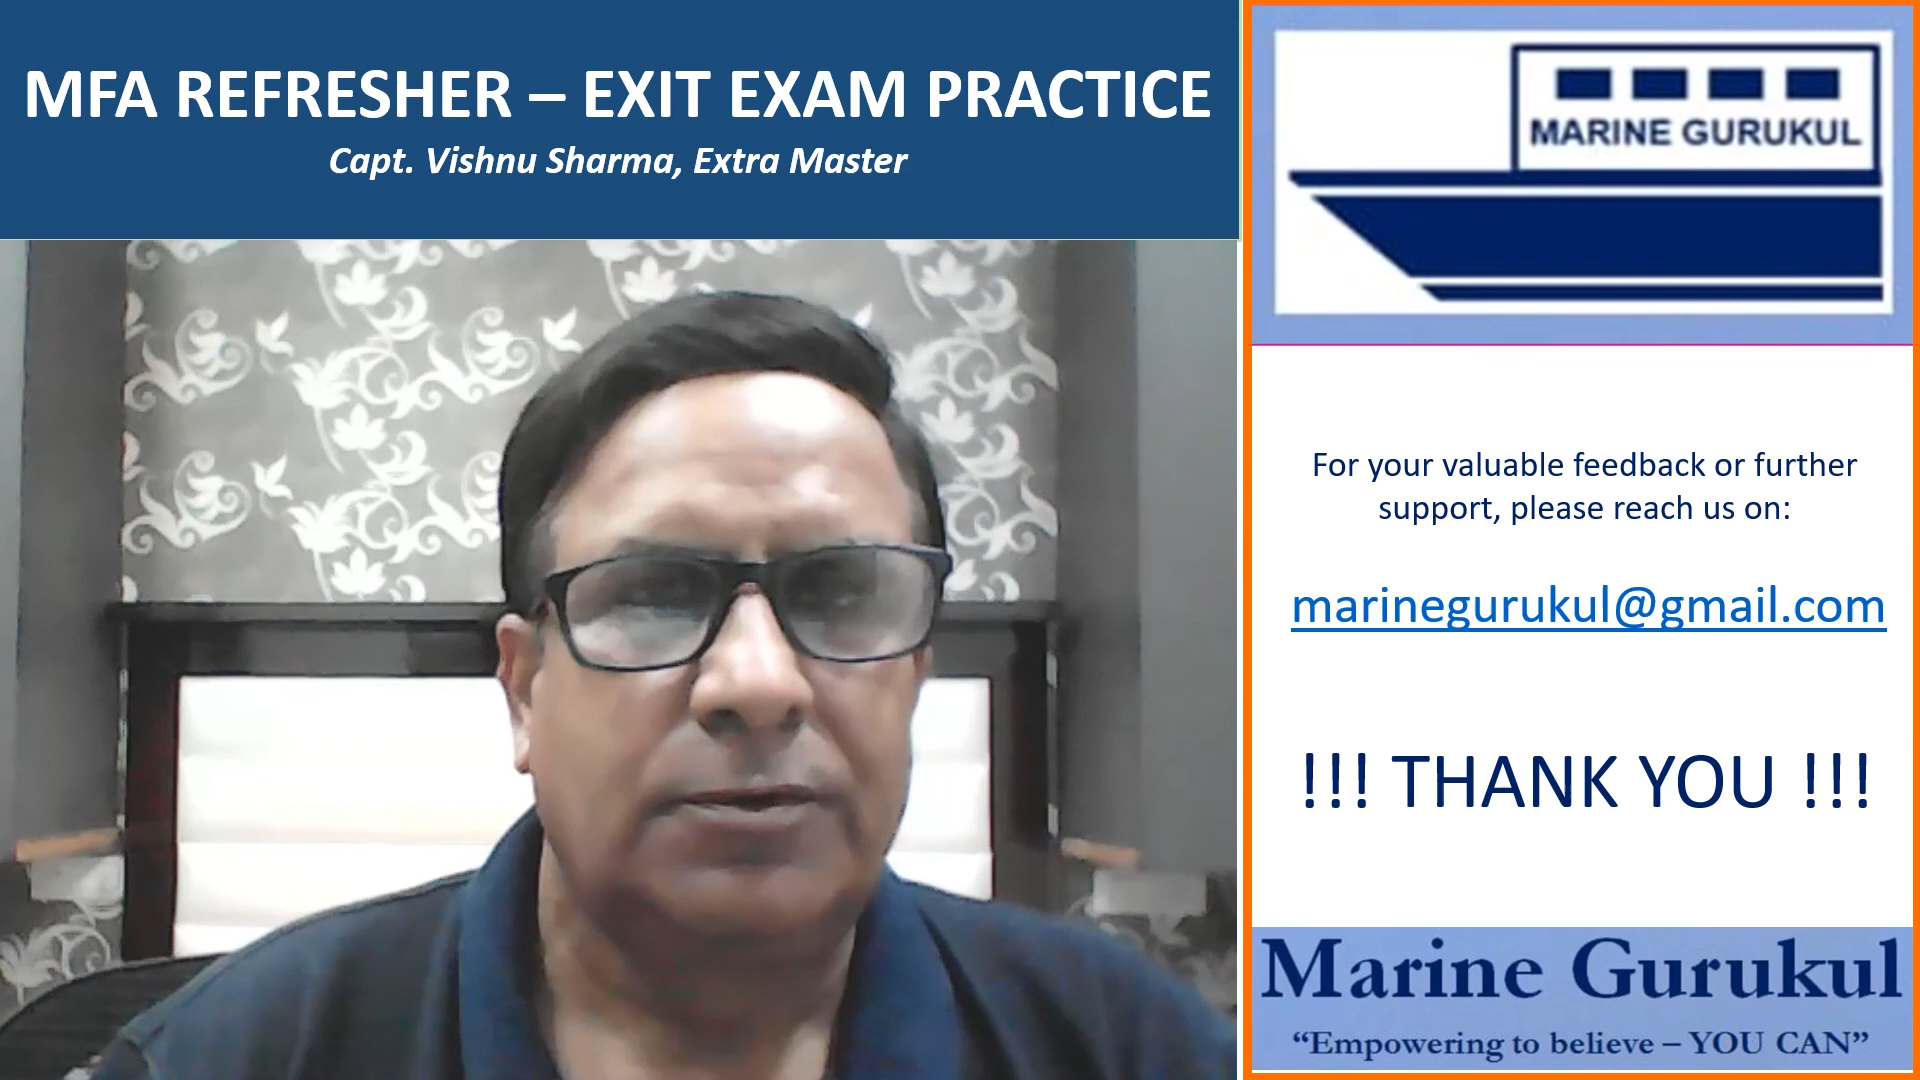 MFA REFRESHER – EXIT EXAM PRACTICE
Capt. Vishnu Sharma, Extra Master
MARINE GURUKUL
For your valuable feedback or further
support, please reach us on:
marinegurukul@gmail.com
!!! THANK YOU !!!
Marine Gurukul
“Empowering to believe – YOU CAN”